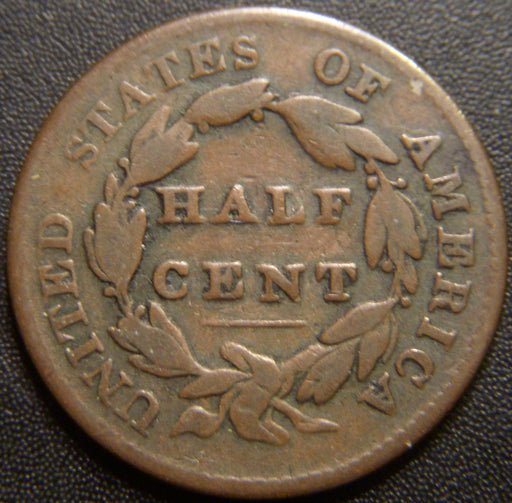 UNITED STATES OF AMERICA
HALF
CENT